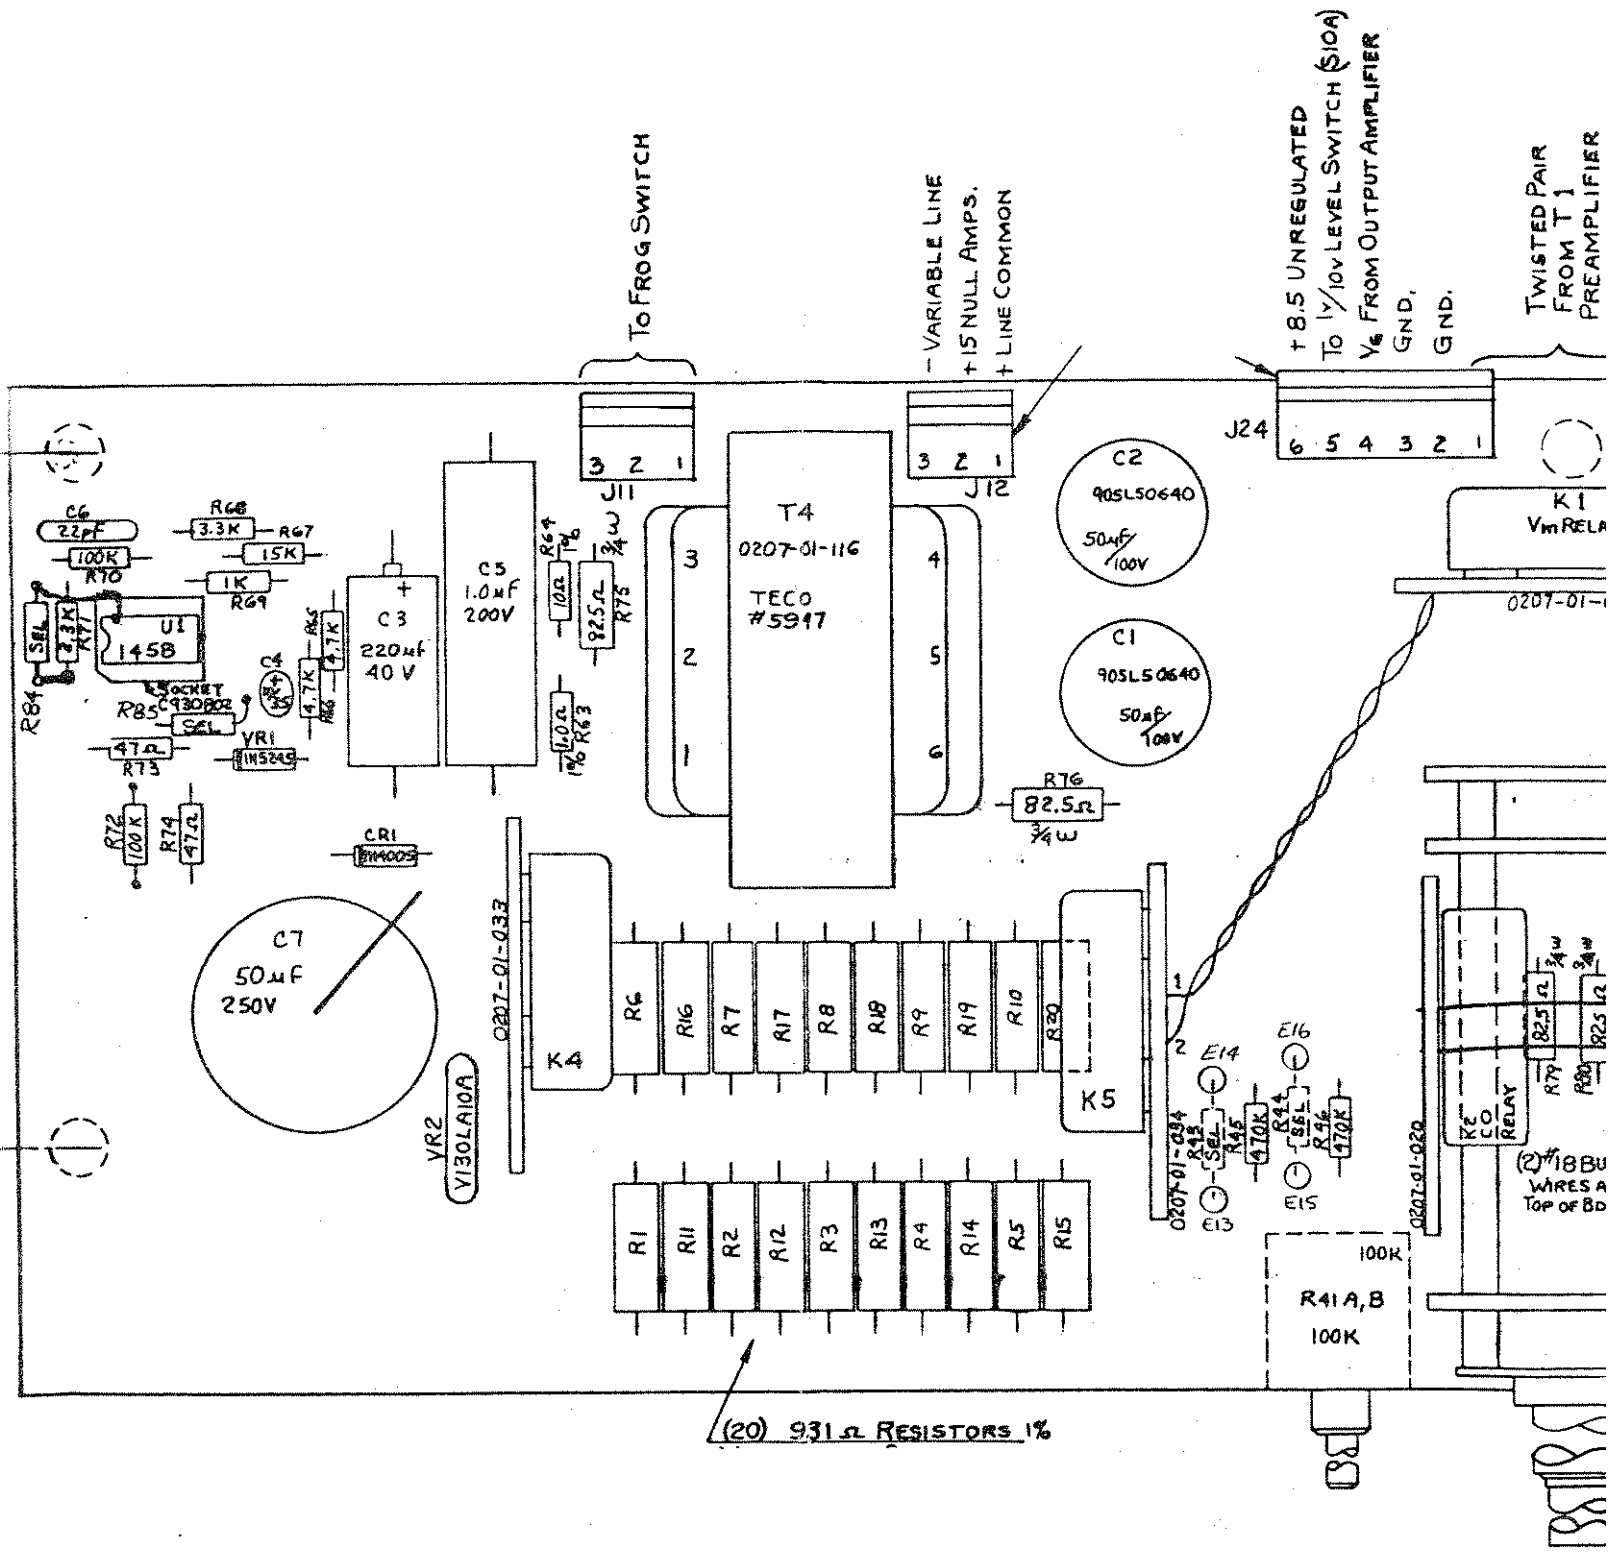 To FROG SWITCH
- VARIABLE LINE
+15 NULL AMPS.
+ LINE COMMON
+ 8.5 UNREGULATED
To 1v/10v LEVEL SWITCH (S10A)
FROM OUTPUT AMPLIFIER
GND.
GND.
TWISTED PAIR
FROM T1
PREAMPLIFIER
3 2 1
J11
3 2 1
J12
J24
6 5 4 3 2 1
K1
Vm RELA
0207-01-
C6
22pF
100K
R70
R68
3.3K
R67
15K
1K
R69
SEL
R84
3.3K
R71
U1
1458
SOCKET
C930802
R85
SEL
C4
R65
4.7K
4.7K
R66
47Ω
R73
VR1
1N5245
R72
100K
R74
47Ω
CR1
1N4005
+
C3
220µf
40V
C5
1.0µF
200V
R64
1%
10Ω
3/4W
82.5Ω
R75
1.0Ω
R63
1%
T4
0207-01-116
TECO
#5947
3
2
1
4
5
6
C2
905L50640
50µf/100V
C1
905L50640
50µf/100V
R76
82.5Ω
3/4W
C7
50µF
250V
VR2
V130LA10A
0207-01-033
K4
R6
R16
R7
R17
R8
R18
R9
R19
R10
R20
K5
1
2
0207-01-034
E14
R43
SEL
E13
R45
470K
E16
R44
SEL
E15
R46
470K
0207-01-020
K2
CO
RELAY
3/4W
82.5Ω
R79
3/4W
82.5Ω
R80
(2) #18 BU
WIRES A
TOP OF BD
R1
R11
R2
R12
R3
R13
R4
R14
R5
R15
100K
R41A,B
100K
(20) 931Ω RESISTORS 1%